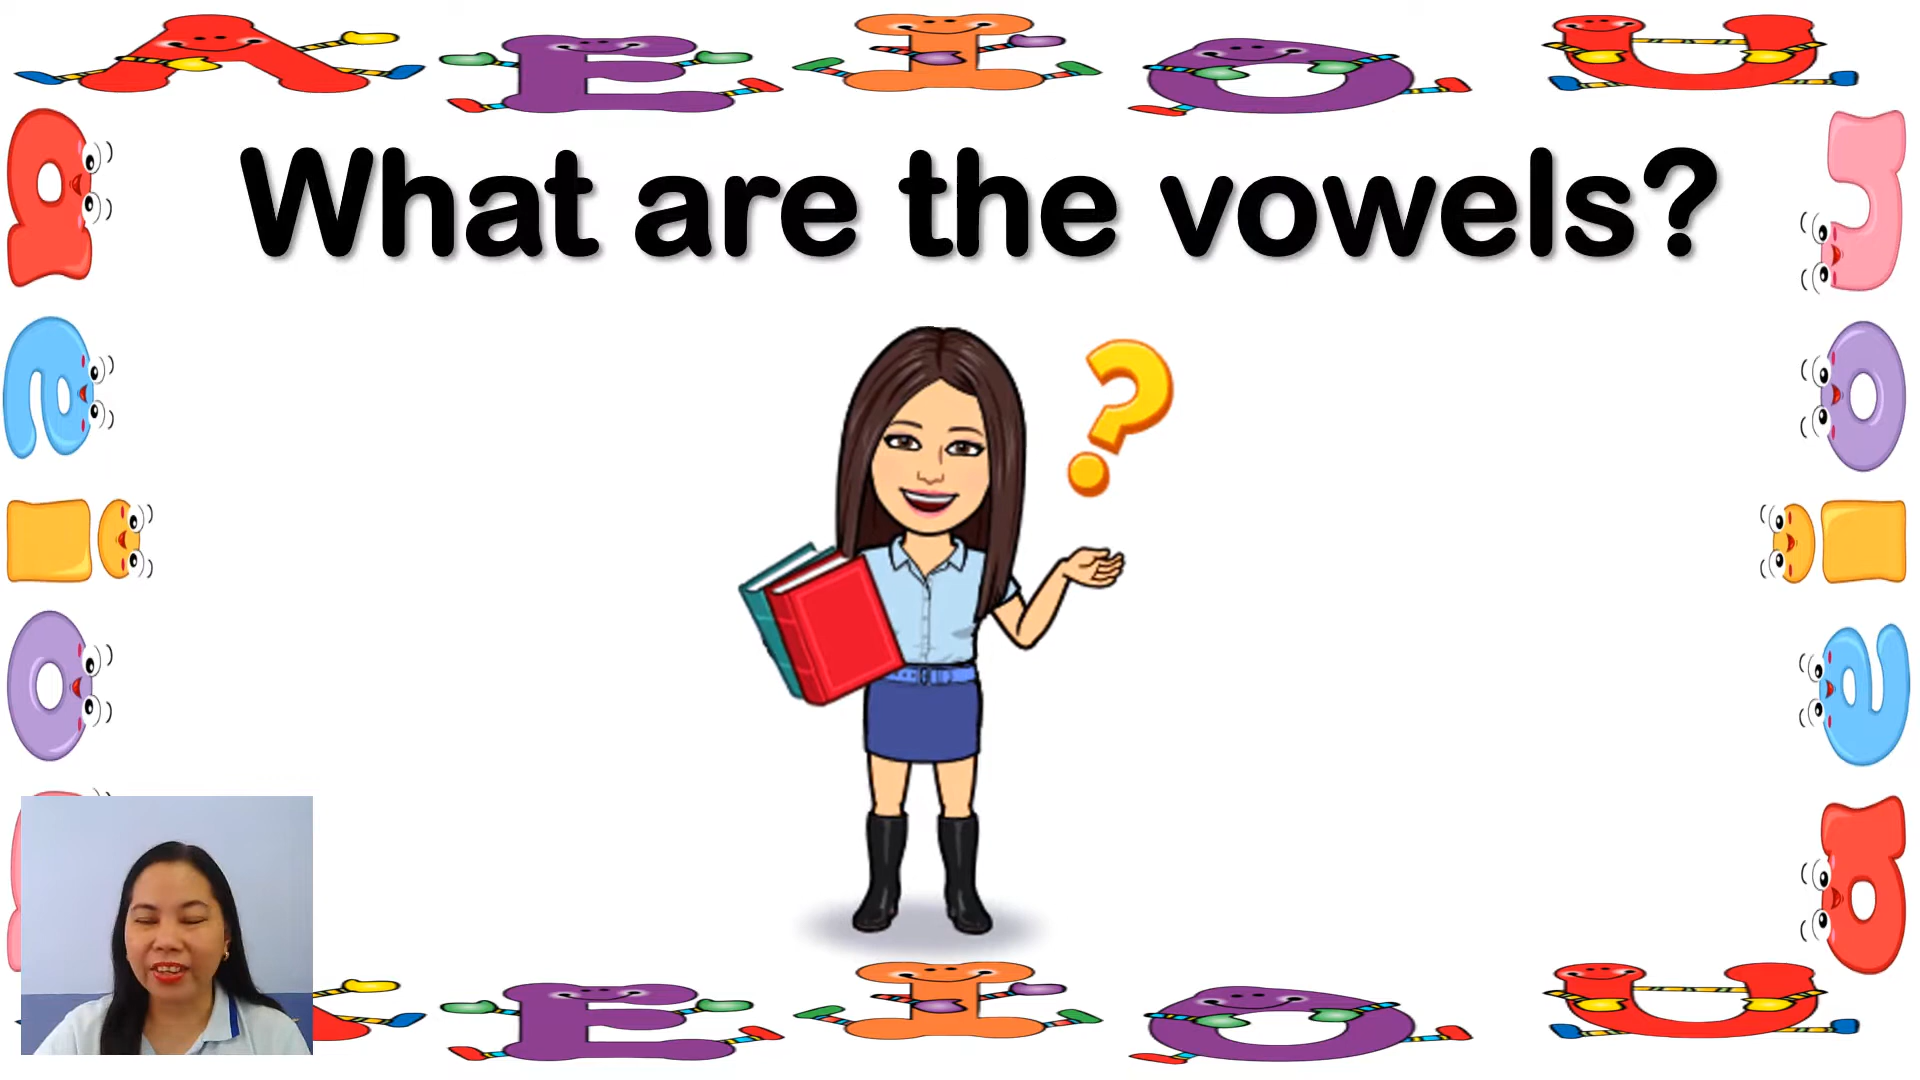 A E I O U
What are the vowels?
a
e
i
o
u
o
i
e
a
E I O U